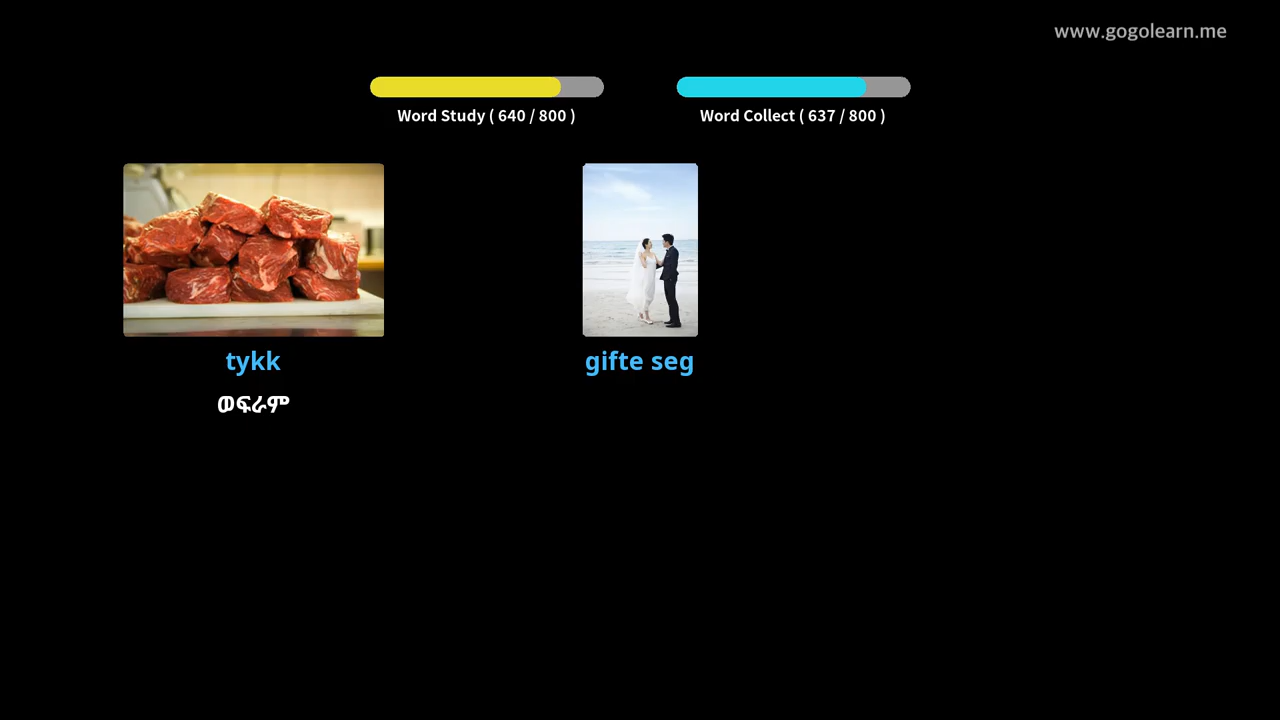 www.gogolearn.me
Word Study ( 640 / 800 )
Word Collect ( 637 / 800 )
tykk
gifte seg
ወፍራም